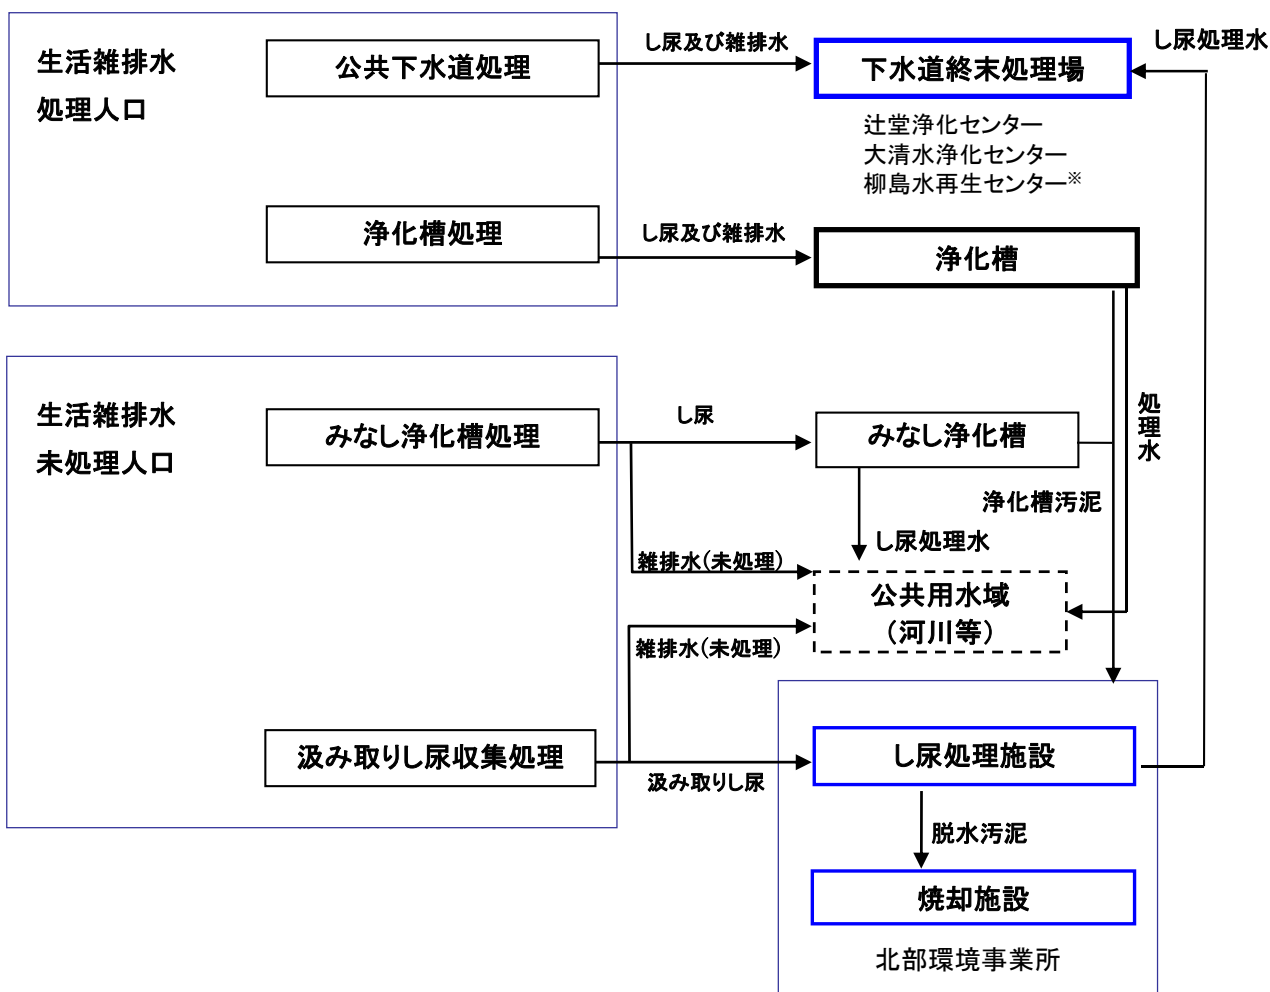 生活雑排水
処理人口
公共下水道処理
し尿及び雑排水
下水道終末処理場
し尿処理水
辻堂浄化センター
大清水浄化センター
柳島水再生センター※
浄化槽処理
し尿及び雑排水
浄化槽
生活雑排水
未処理人口
みなし浄化槽処理
し尿
みなし浄化槽
処理水
浄化槽汚泥
し尿処理水
雑排水(未処理)
公共用水域
(河川等)
雑排水(未処理)
汲み取りし尿収集処理
汲み取りし尿
し尿処理施設
脱水汚泥
焼却施設
北部環境事業所